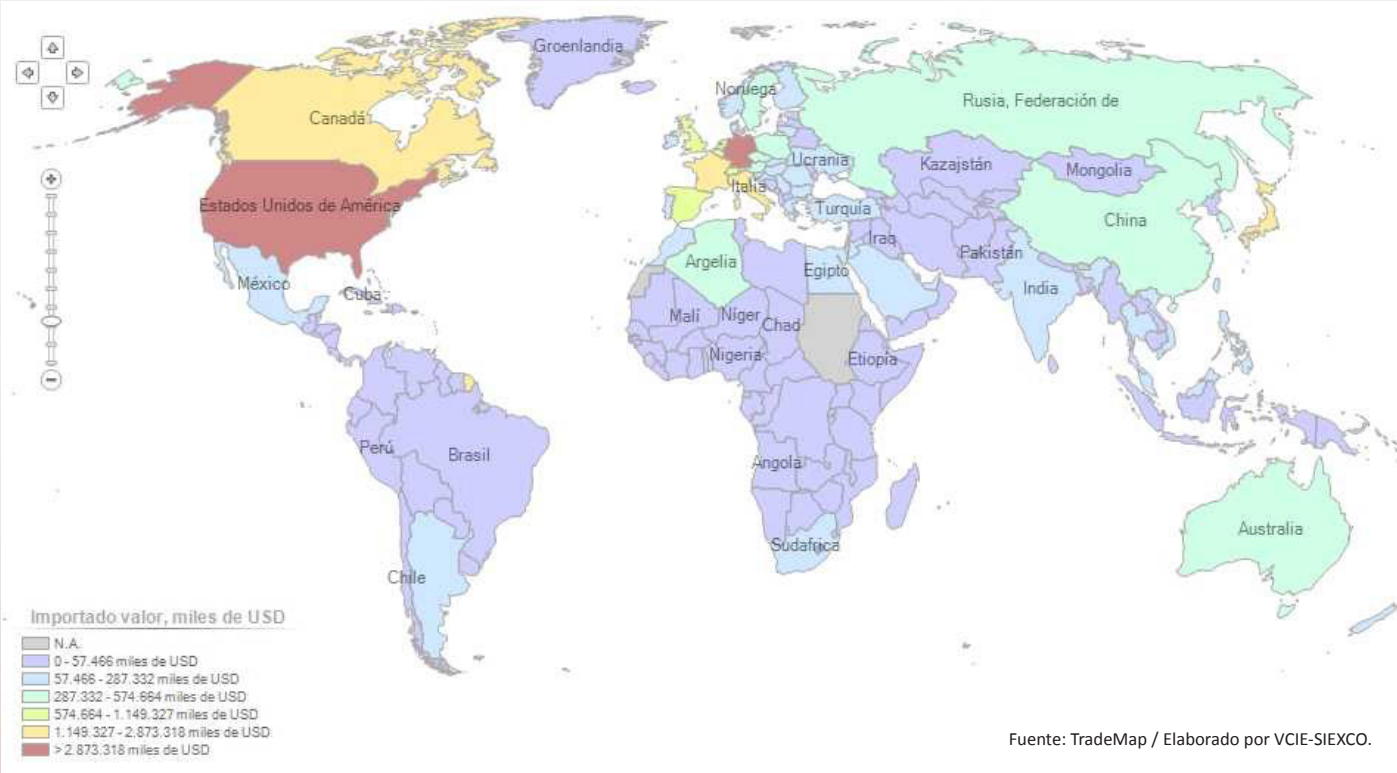 Groenlandia
Noruega
Rusia, Federación de
Canadá
Ucrania
Kazajstán
Mongolia
Italia
Estados Unidos de América
Turquía
China
Iraq
Pakistán
Argelia
Egipto
México
India
Cuba
Malí
Níger
Chad
Nigeria
Etiopía
Perú
Brasil
Angola
Australia
Sudafrica
Chile
Importado valor, miles de USD
N.A.
0 - 57.466 miles de USD
57.466 - 287.332 miles de USD
287.332 - 574.664 miles de USD
574.664 - 1.149.327 miles de USD
1.149.327 - 2.873.318 miles de USD
> 2.873.318 miles de USD
Fuente: TradeMap / Elaborado por VCIE-SIEXCO.